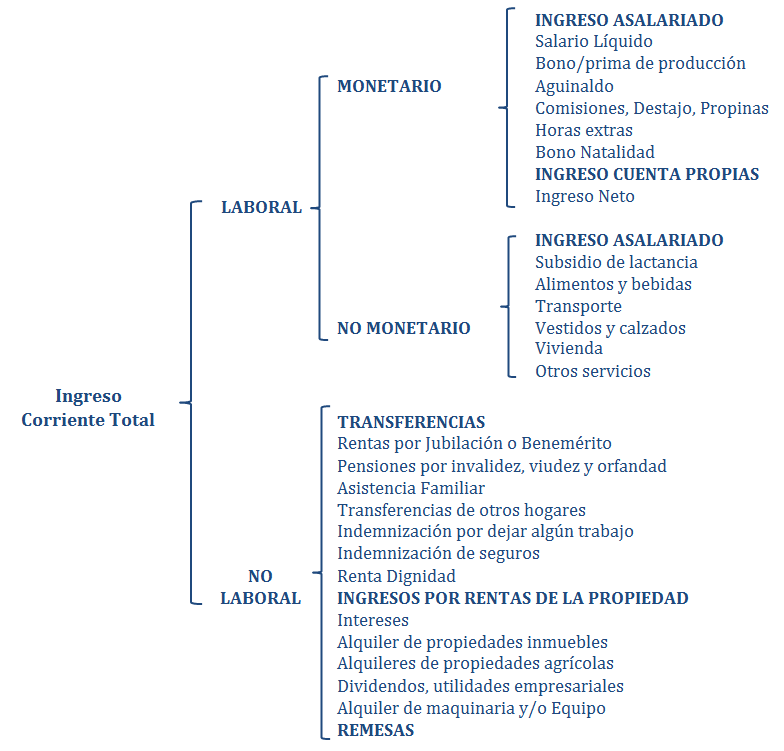 Ingreso
Corriente Total
LABORAL
MONETARIO
INGRESO ASALARIADO
Salario Líquido
Bono/prima de producción
Aguinaldo
Comisiones, Destajo, Propinas
Horas extras
Bono Natalidad
INGRESO CUENTA PROPIAS
Ingreso Neto
NO MONETARIO
INGRESO ASALARIADO
Subsidio de lactancia
Alimentos y bebidas
Transporte
Vestidos y calzados
Vivienda
Otros servicios
NO
LABORAL
TRANSFERENCIAS
Rentas por Jubilación o Benemérito
Pensiones por invalidez, viudez y orfandad
Asistencia Familiar
Transferencias de otros hogares
Indemnización por dejar algún trabajo
Indemnización de seguros
Renta Dignidad
INGRESOS POR RENTAS DE LA PROPIEDAD
Intereses
Alquiler de propiedades inmuebles
Alquileres de propiedades agrícolas
Dividendos, utilidades empresariales
Alquiler de maquinaria y/o Equipo
REMESAS